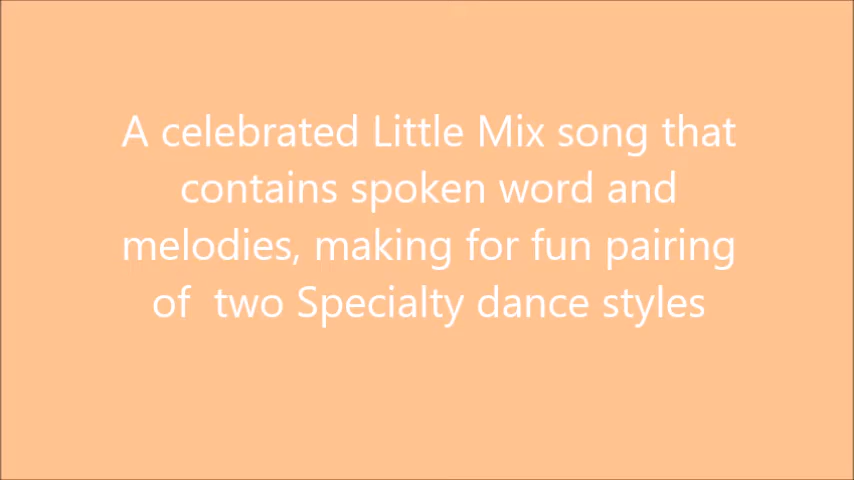 A celebrated Little Mix song that
contains spoken word and
melodies, making for fun pairing
of  two Specialty dance styles